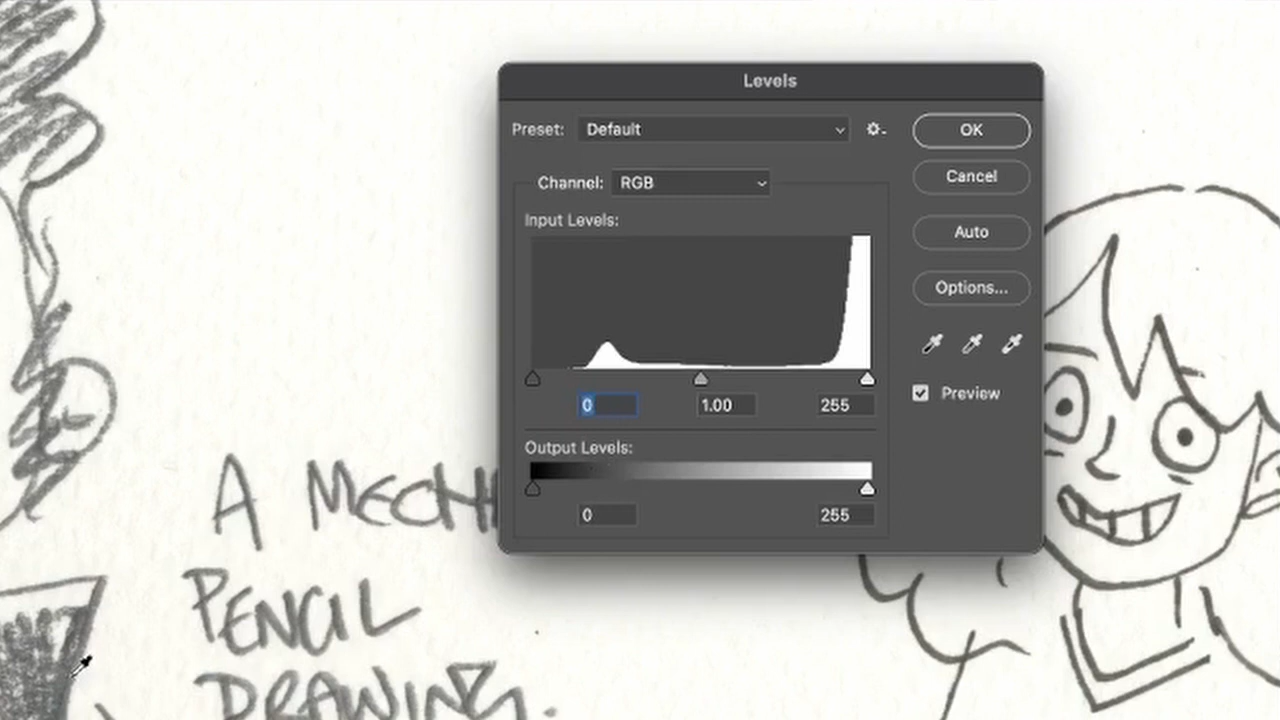 Levels
Preset: Default
OK
Channel: RGB
Cancel
Input Levels:
Auto
Options...
0 1.00 255
Preview
Output Levels:
0 255
A
PENCIL
DRAWING.